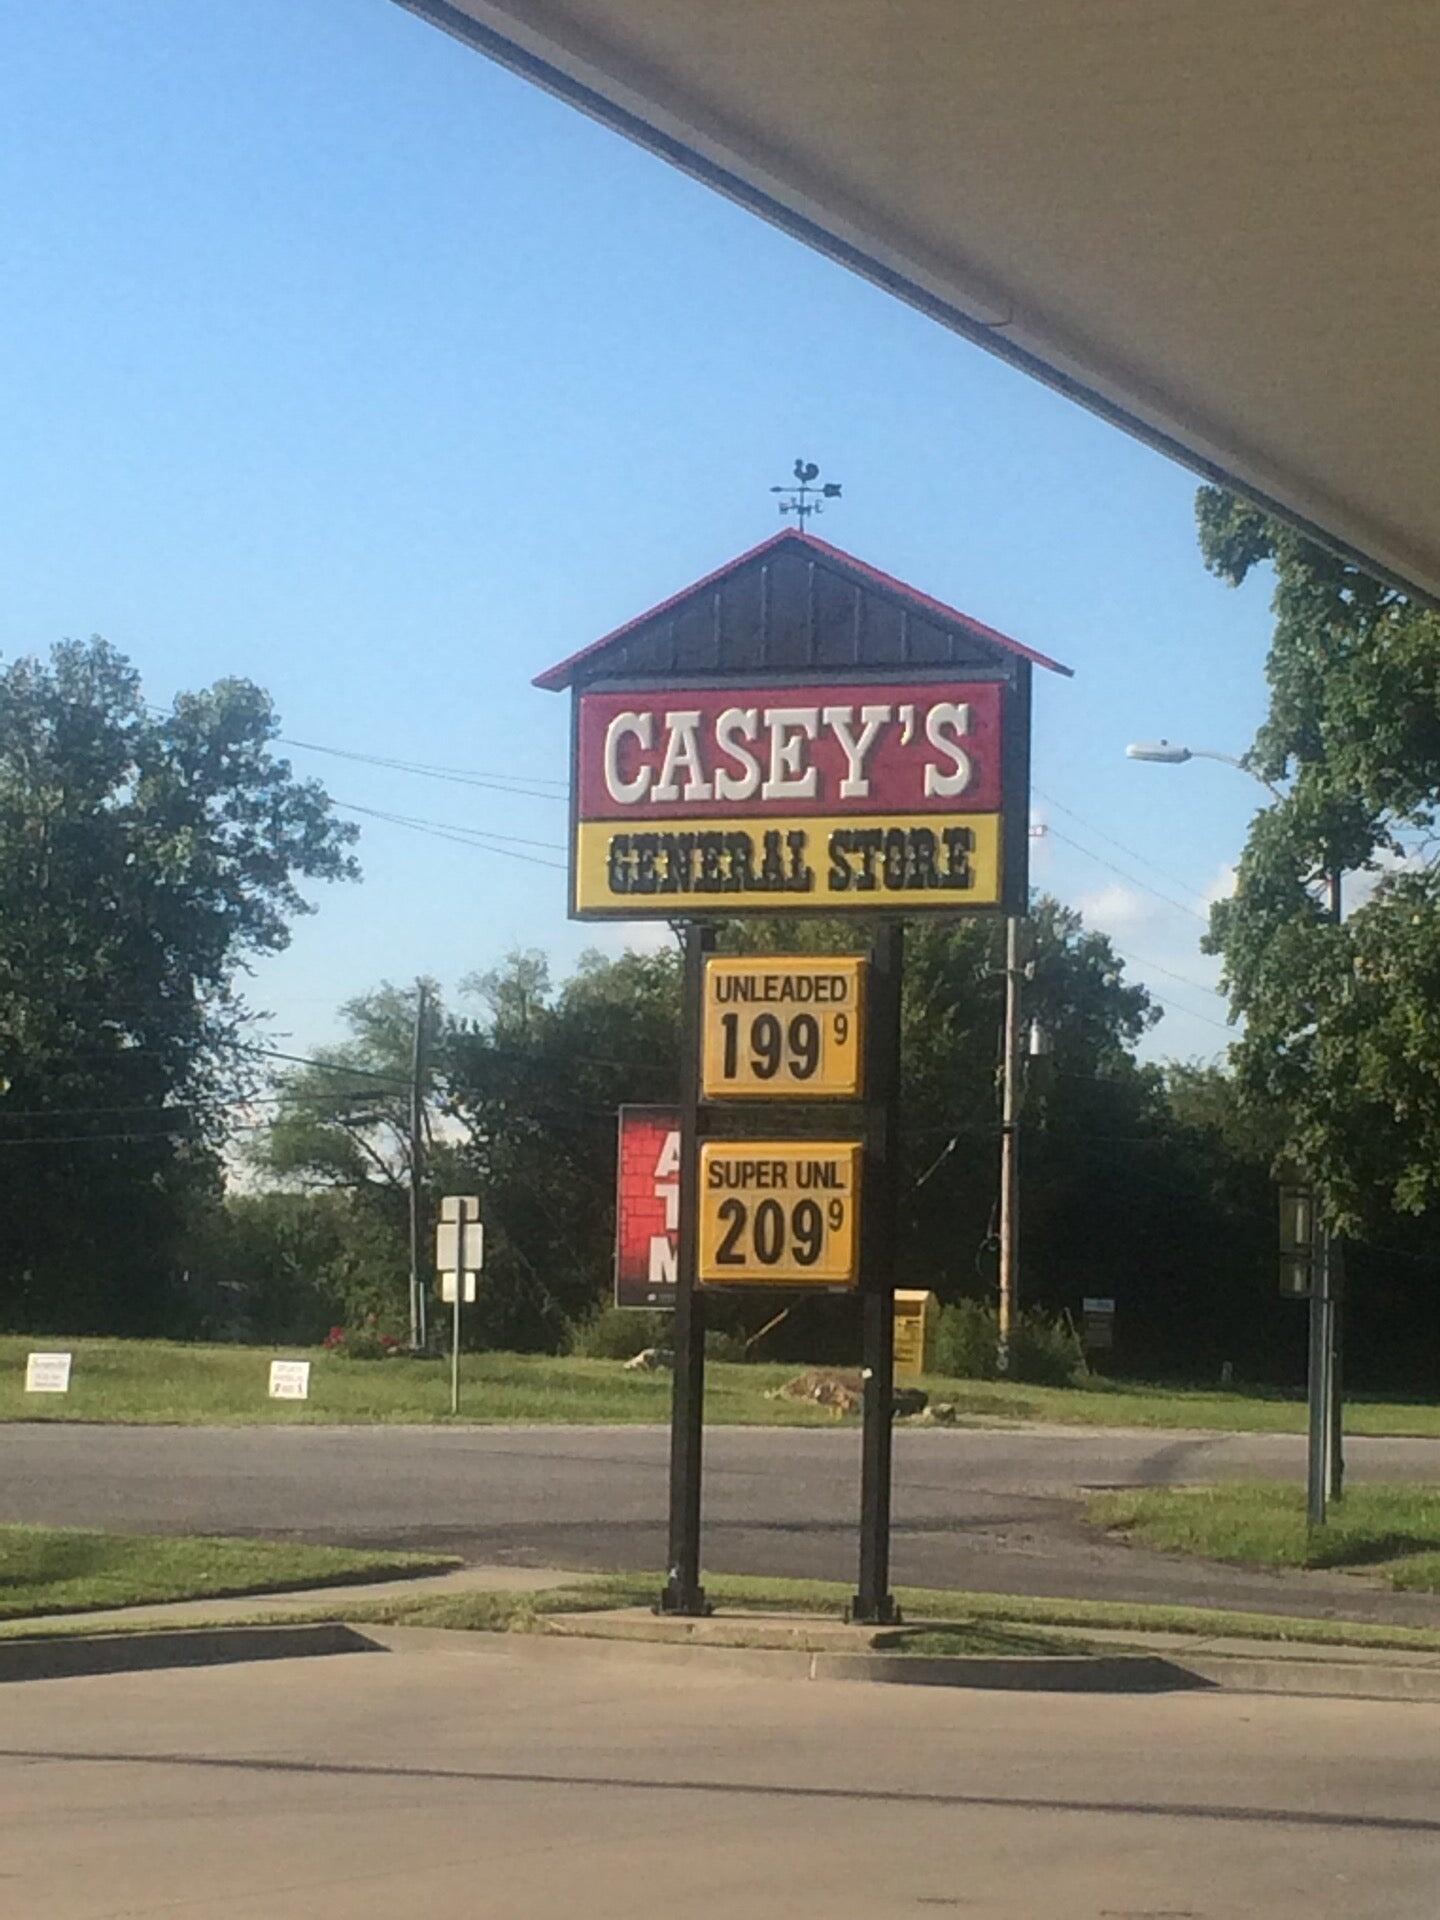 CASEY'S
GENERAL STORE
UNLEADED
199 9
SUPER UNL
209 9
A
T
M